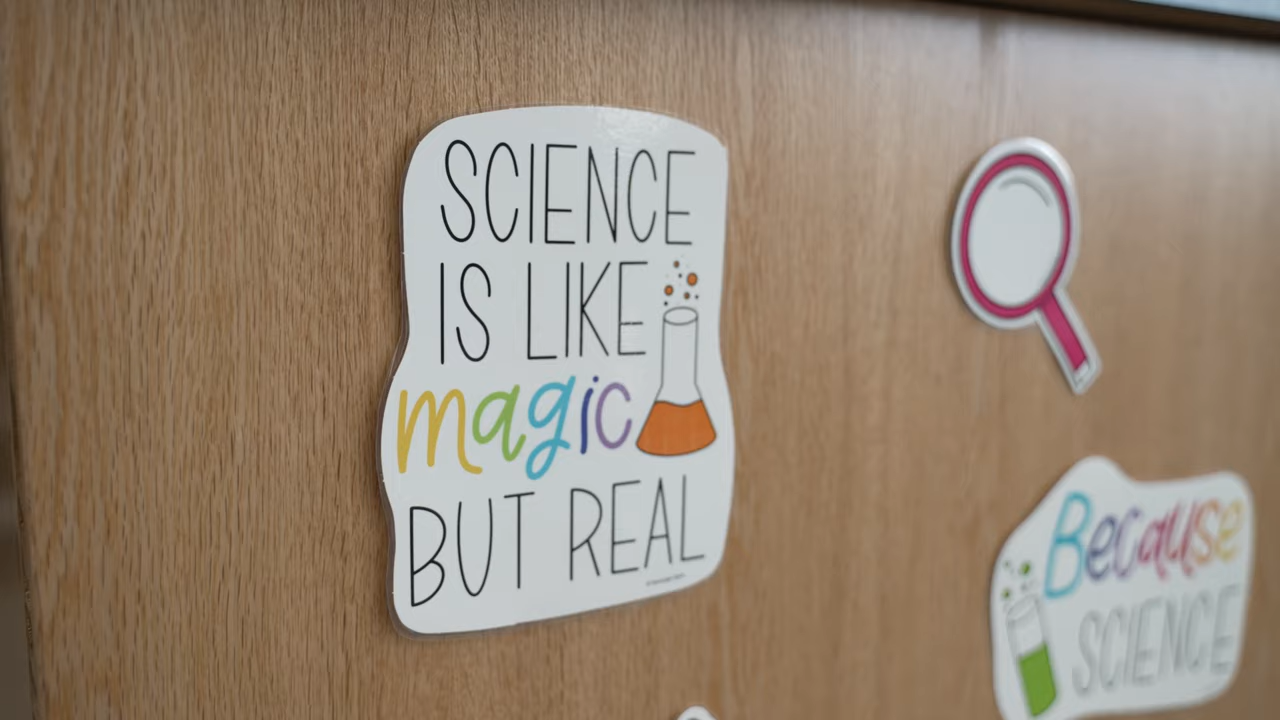 SCIENCE
IS LIKE
magic
BUT REAL
Because
SCIENCE